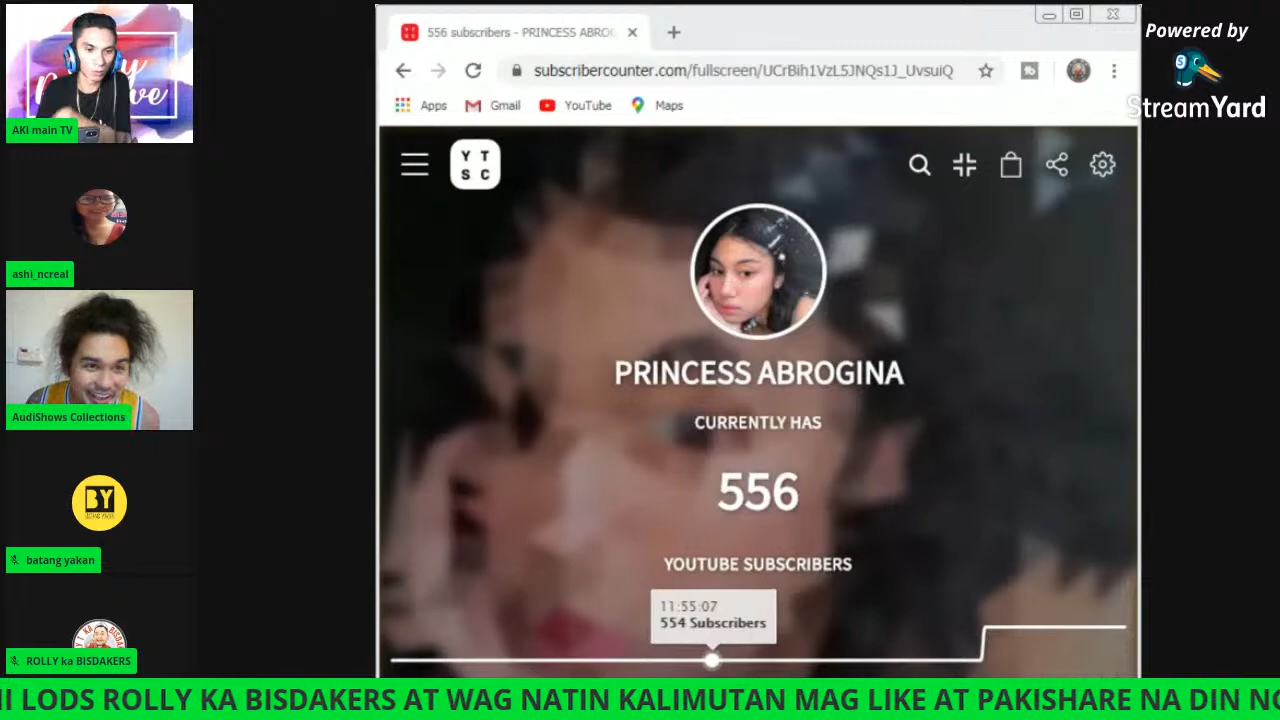 AKI main TV
ashi_ncreal
AudiShows Collections
BY
batang yakan
ROLLY ka BISDAKERS
556 subscribers - PRINCESS ABROG
subscribercounter.com/fullscreen/UCrBih1VzL5JNQs1J_UvsuiQ
Apps Gmail YouTube Maps
Y T
S C
PRINCESS ABROGINA
CURRENTLY HAS
556
YOUTUBE SUBSCRIBERS
11:55:07
554 Subscribers
Powered by
StreamYard
LODS ROLLY KA BISDAKERS AT WAG NATIN KALIMUTAN MAG LIKE AT PAKISHARE NA DIN